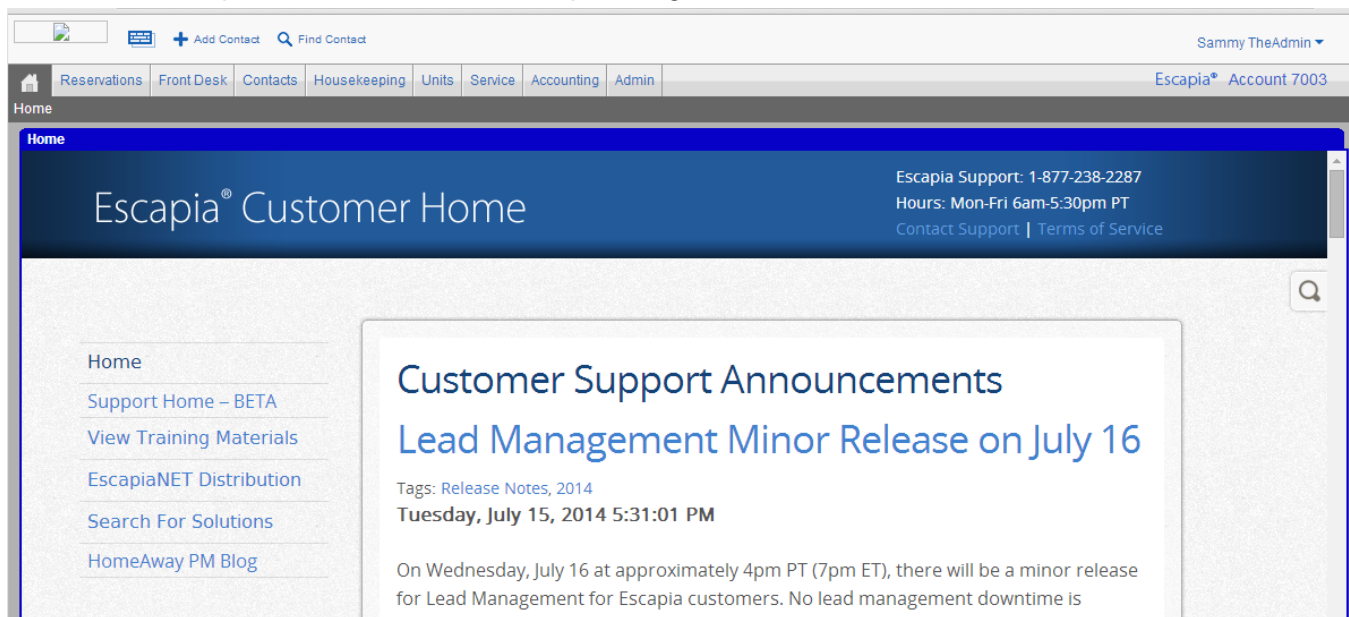 Add Contact Find Contact
Sammy TheAdmin
Reservations Front Desk Contacts Housekeeping Units Service Accounting Admin
Escapia® Account 7003
Home
Home
Escapia® Customer Home
Escapia Support: 1-877-238-2287
Hours: Mon-Fri 6am-5:30pm PT
Contact Support | Terms of Service
Home
Support Home – BETA
View Training Materials
EscapiaNET Distribution
Search For Solutions
HomeAway PM Blog
Customer Support Announcements
Lead Management Minor Release on July 16
Tags: Release Notes, 2014
Tuesday, July 15, 2014 5:31:01 PM
On Wednesday, July 16 at approximately 4pm PT (7pm ET), there will be a minor release
for Lead Management for Escapia customers. No lead management downtime is